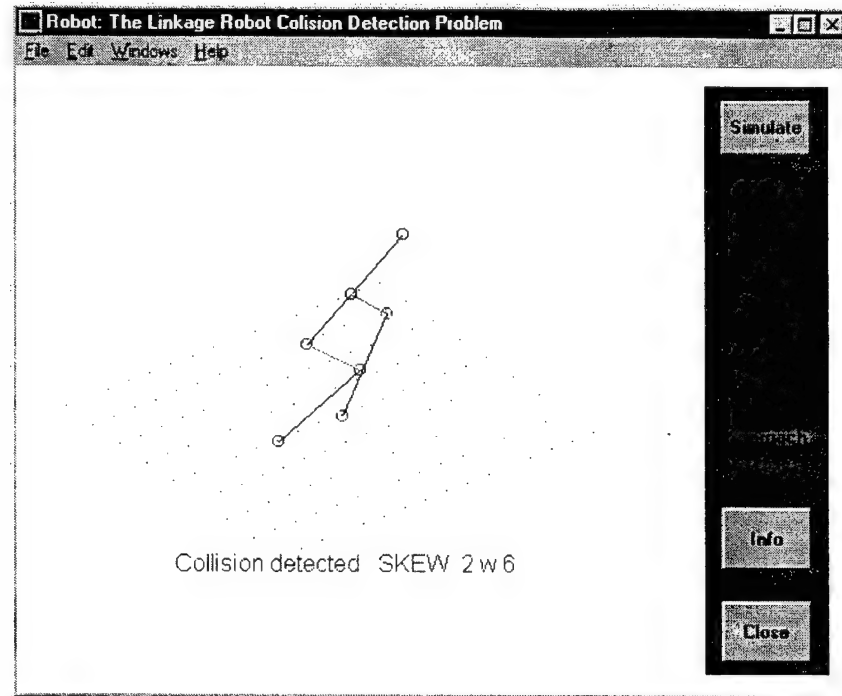 Robot: The Linkage Robot Colision Detection Problem
File Edit Windows Help
Simulate
Collision detected SKEW 2 w 6
Info
Close